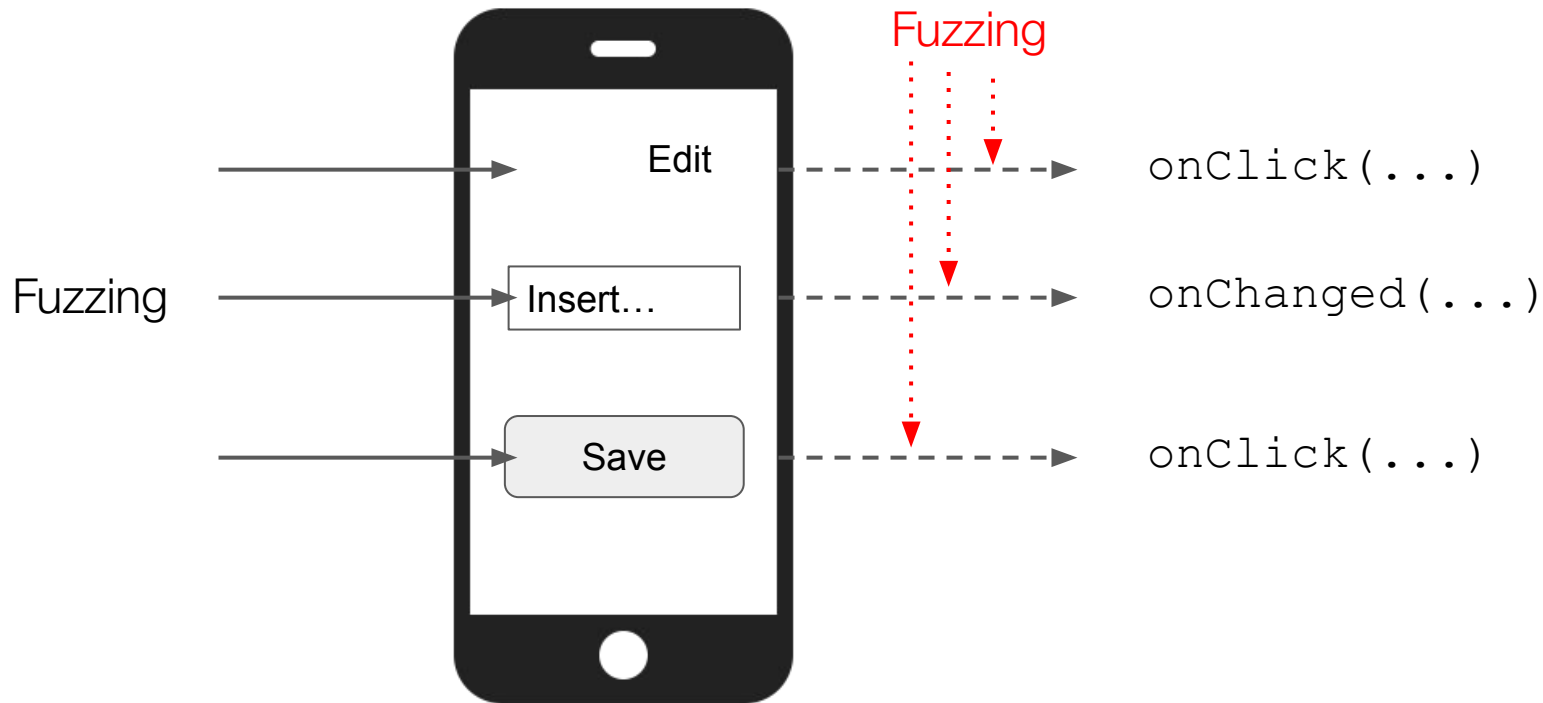 Fuzzing
Edit
onClick(...)
Fuzzing
Insert…
onChanged(...)
Save
onClick(...)